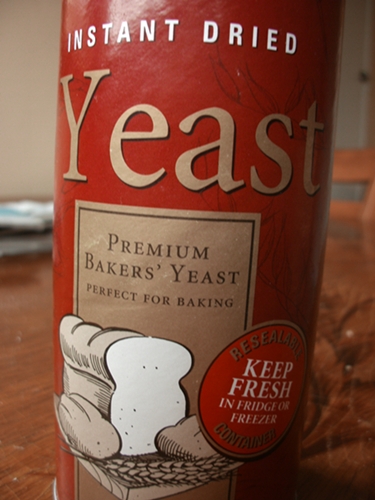 INSTANT DRIED
Yeast
PREMIUM
BAKERS' YEAST
PERFECT FOR BAKING
RESEALABLE
KEEP
FRESH
IN FRIDGE OR
FREEZER
CONTAINER